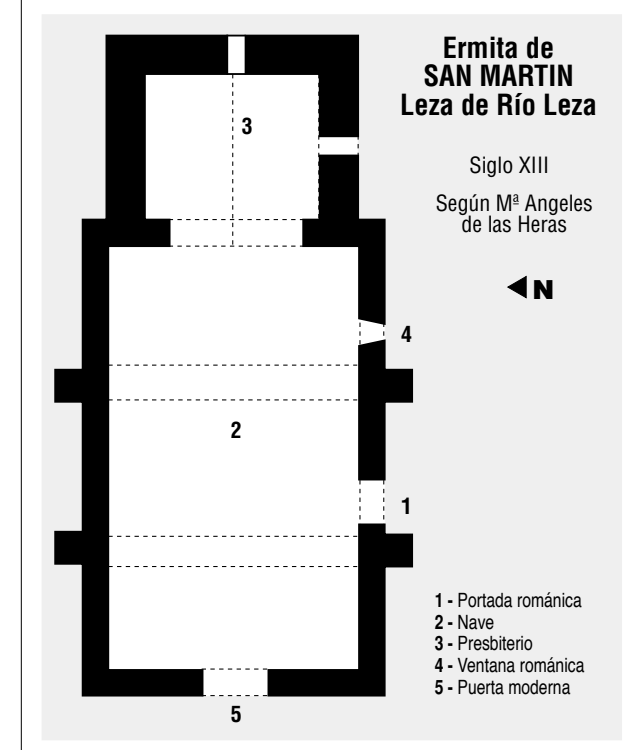 Ermita de
SAN MARTIN
Leza de Río Leza
Siglo XIII
Según Mª Angeles
de las Heras
N
3
4
2
1
5
1 - Portada románica
2 - Nave
3 - Presbiterio
4 - Ventana románica
5 - Puerta moderna